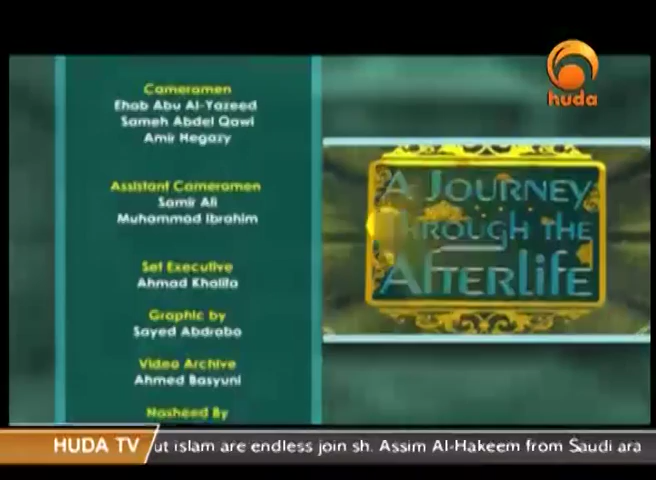 Cameramen
Ehab Abu Al-Yazeed
Sameh Abdel Qawi
Amir Hegazy
Assistant Cameramen
Samir Ali
Muhammad Ibrahim
Set Executive
Ahmad Khalifa
Graphic by
Sayed Abdrabo
Video Archive
Ahmed Basyuni
Nasheed By
huda
A JOURNEY
THROUGH THE
AFTERLIFE
HUDA TV
ut islam are endless join sh. Assim Al-Hakeem from Saudi ara